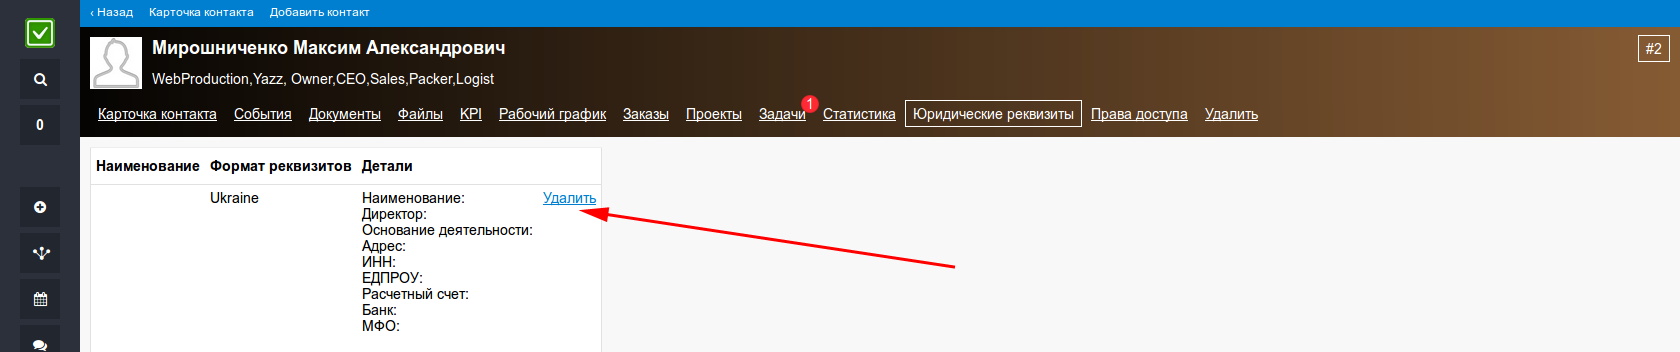 ‹ Назад Карточка контакта Добавить контакт
Мирошниченко Максим Александрович
#2
WebProduction,Yazz, Owner,CEO,Sales,Packer,Logist
0
1
Карточка контакта События Документы Файлы KPI Рабочий график Заказы Проекты Задачи Статистика Юридические реквизиты Права доступа Удалить
Наименование Формат реквизитов Детали
Ukraine Наименование: Удалить
Директор:
Основание деятельности:
Адрес:
ИНН:
ЕДПРОУ:
Расчетный счет:
Банк:
МФО: